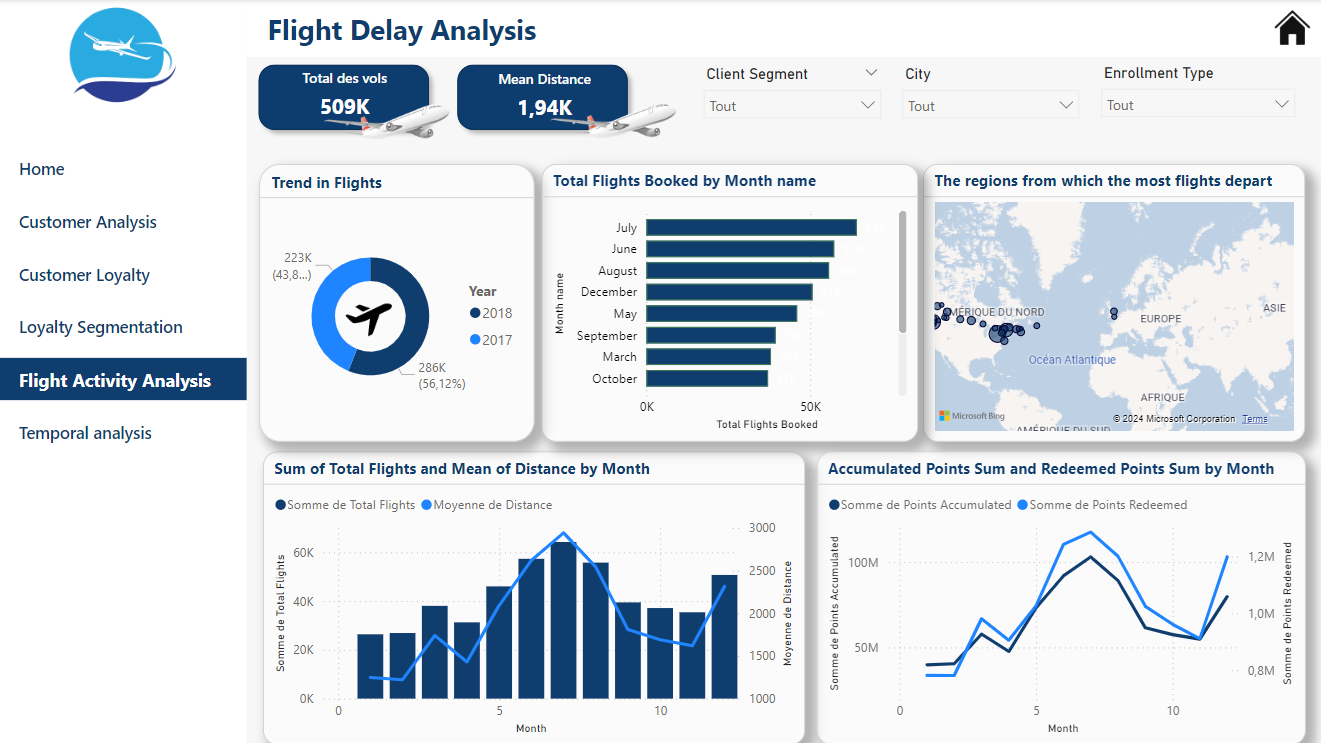 Flight Delay Analysis
Total des vols
509K
Mean Distance
1,94K
Client Segment
Tout
City
Tout
Enrollment Type
Tout
Home
Customer Analysis
Customer Loyalty
Loyalty Segmentation
Flight Activity Analysis
Temporal analysis
Trend in Flights
223K
(43,8...)
286K
(56,12%)
Year
2018
2017
Total Flights Booked by Month name
Month name
July
June
August
December
May
September
March
October
0K 50K
Total Flights Booked
The regions from which the most flights depart
AMÉRIQUE DU NORD
EUROPE
ASIE
Océan Atlantique
AFRIQUE
AMÉRIQUE DU SUD
Microsoft Bing
© 2024 Microsoft Corporation Terms
Sum of Total Flights and Mean of Distance by Month
Somme de Total Flights Moyenne de Distance
Somme de Total Flights
60K
40K
20K
0K
3000
2500
2000
1500
1000
Moyenne de Distance
0 5 10
Month
Accumulated Points Sum and Redeemed Points Sum by Month
Somme de Points Accumulated Somme de Points Redeemed
Somme de Points Accumulated
100M
50M
1,2M
1,0M
0,8M
Somme de Points Redeemed
0 5 10
Month